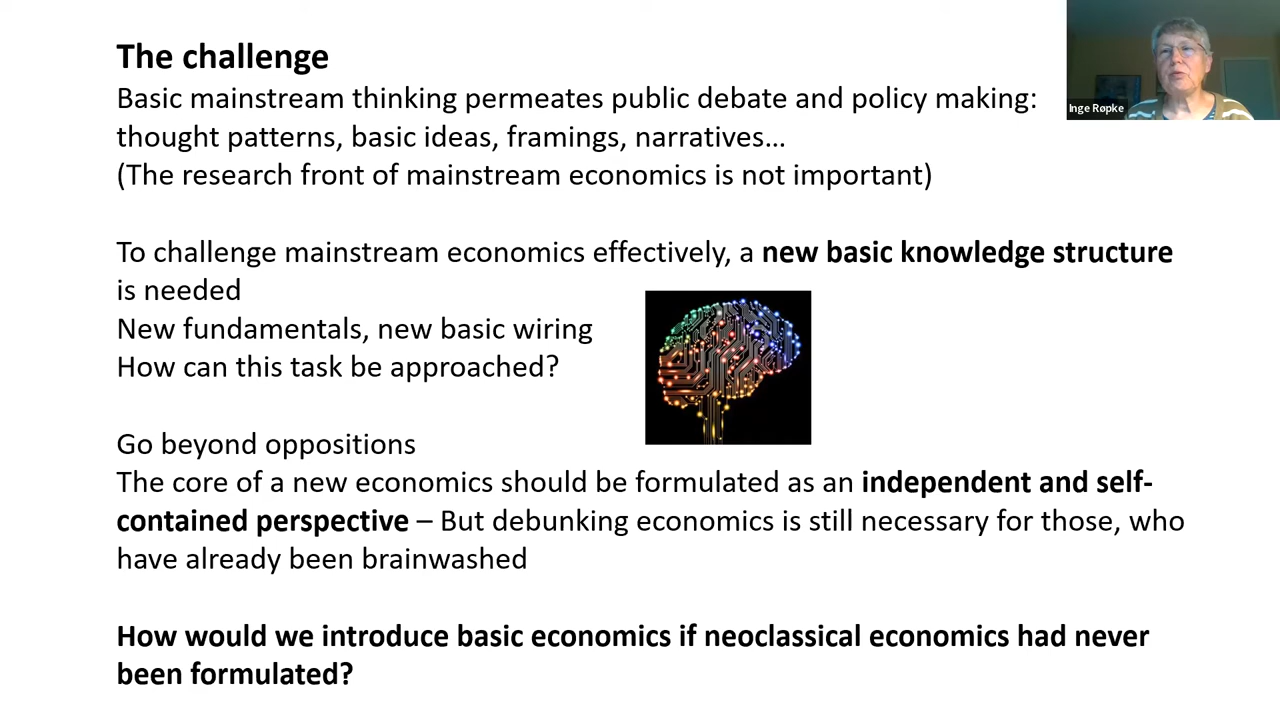 The challenge
Basic mainstream thinking permeates public debate and policy making:
thought patterns, basic ideas, framings, narratives…
(The research front of mainstream economics is not important)
To challenge mainstream economics effectively, a new basic knowledge structure
is needed
New fundamentals, new basic wiring
How can this task be approached?
Go beyond oppositions
The core of a new economics should be formulated as an independent and self-
contained perspective – But debunking economics is still necessary for those, who
have already been brainwashed
How would we introduce basic economics if neoclassical economics had never
been formulated?
Inge Røpke